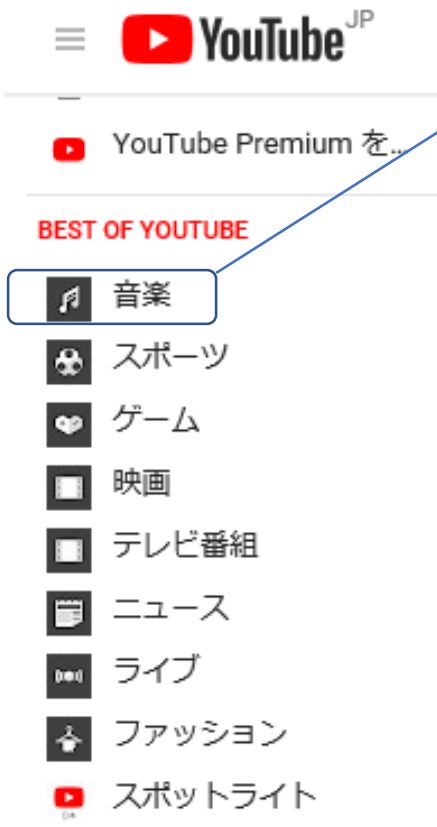 YouTube JP
YouTube Premium を...
BEST OF YOUTUBE
音楽
スポーツ
ゲーム
映画
テレビ番組
ニュース
ライブ
ファッション
スポットライト